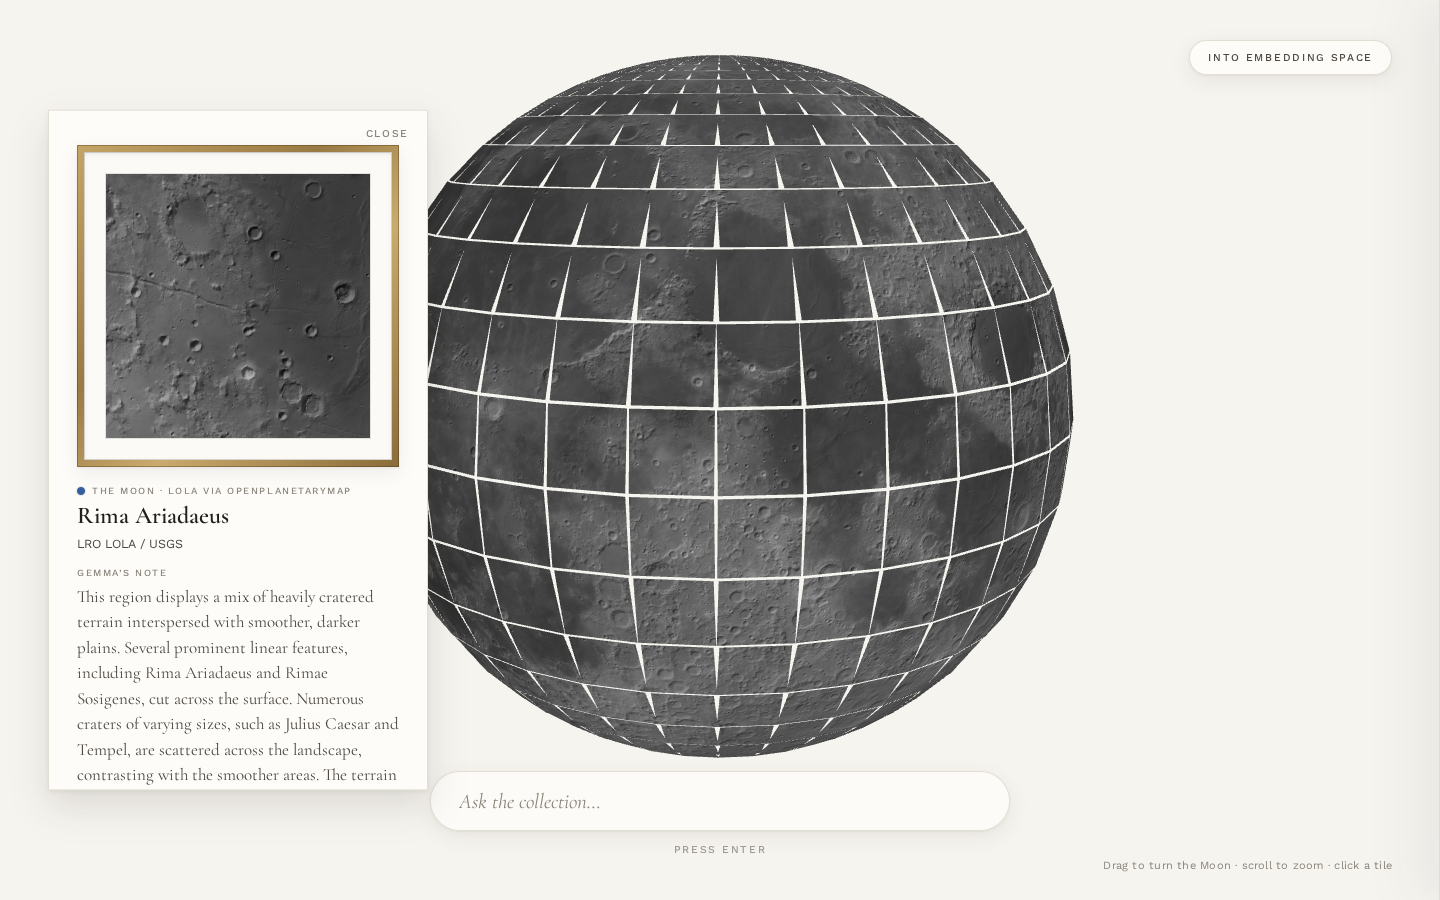 INTO EMBEDDING SPACE
CLOSE
THE MOON · LOLA VIA OPENPLANETARYMAP
Rima Ariadaeus
LRO LOLA / USGS
GEMMA'S NOTE
This region displays a mix of heavily cratered
terrain interspersed with smoother, darker
plains. Several prominent linear features,
including Rima Ariadaeus and Rimae
Sosigenes, cut across the surface. Numerous
craters of varying sizes, such as Julius Caesar and
Tempel, are scattered across the landscape,
contrasting with the smoother areas. The terrain
Ask the collection...
PRESS ENTER
Drag to turn the Moon · scroll to zoom · click a tile